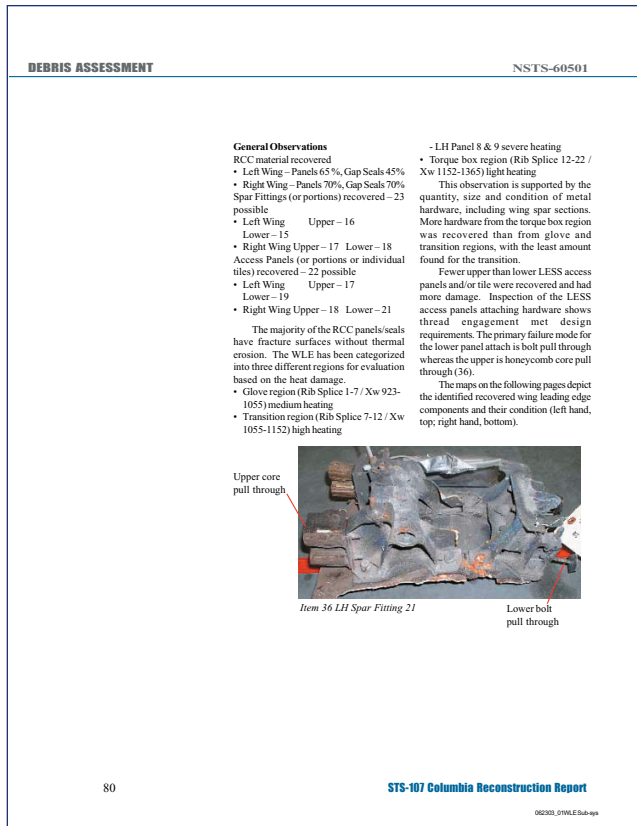 DEBRIS ASSESSMENT
NSTS-60501
General Observations
RCC material recovered
• Left Wing – Panels 65 %, Gap Seals 45%
• Right Wing – Panels 70%, Gap Seals 70%
Spar Fittings (or portions) recovered – 23
possible
• Left Wing Upper – 16
Lower – 15
• Right Wing Upper – 17 Lower – 18
Access Panels (or portions or individual
tiles) recovered – 22 possible
• Left Wing Upper – 17
Lower – 19
• Right Wing Upper – 18 Lower – 21
The majority of the RCC panels/seals
have fracture surfaces without thermal
erosion. The WLE has been categorized
into three different regions for evaluation
based on the heat damage.
• Glove region (Rib Splice 1-7 / Xw 923-
1055) medium heating
• Transition region (Rib Splice 7-12 / Xw
1055-1152) high heating
- LH Panel 8 & 9 severe heating
• Torque box region (Rib Splice 12-22 /
Xw 1152-1365) light heating
This observation is supported by the
quantity, size and condition of metal
hardware, including wing spar sections.
More hardware from the torque box region
was recovered than from glove and
transition regions, with the least amount
found for the transition.
Fewer upper than lower LESS access
panels and/or tile were recovered and had
more damage. Inspection of the LESS
access panels attaching hardware shows
thread engagement met design
requirements. The primary failure mode for
the lower panel attach is bolt pull through
whereas the upper is honeycomb core pull
through (36).
The maps on the following pages depict
the identified recovered wing leading edge
components and their condition (left hand,
top; right hand, bottom).
Upper core
pull through
Item 36 LH Spar Fitting 21
Lower bolt
pull through
80
STS-107 Columbia Reconstruction Report
062303_01WLE Sub-sys